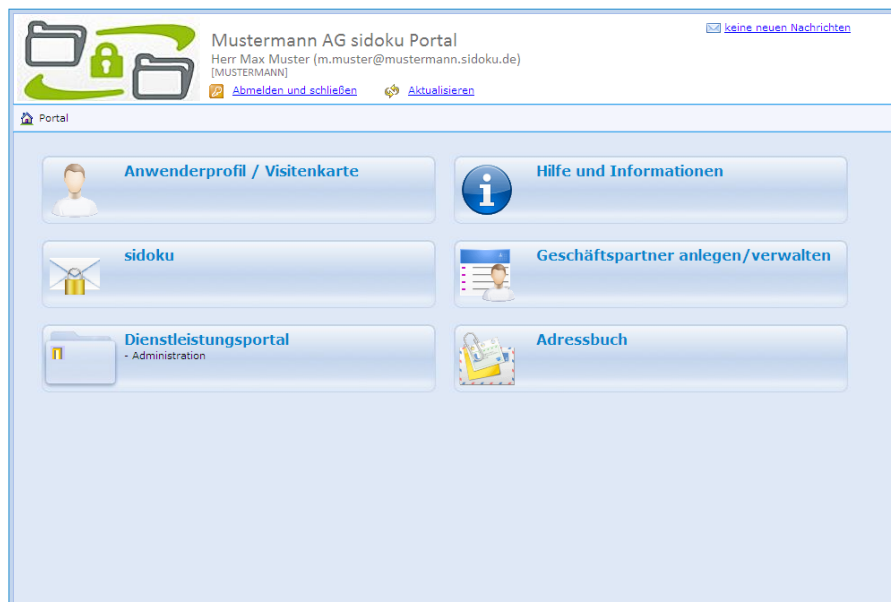 Mustermann AG sidoku Portal
keine neuen Nachrichten
Herr Max Muster (m.muster@mustermann.sidoku.de)
[MUSTERMANN]
Abmelden und schließen
Aktualisieren
Portal
Anwenderprofil / Visitenkarte
Hilfe und Informationen
sidoku
Geschäftspartner anlegen/verwalten
Dienstleistungsportal
- Administration
Adressbuch